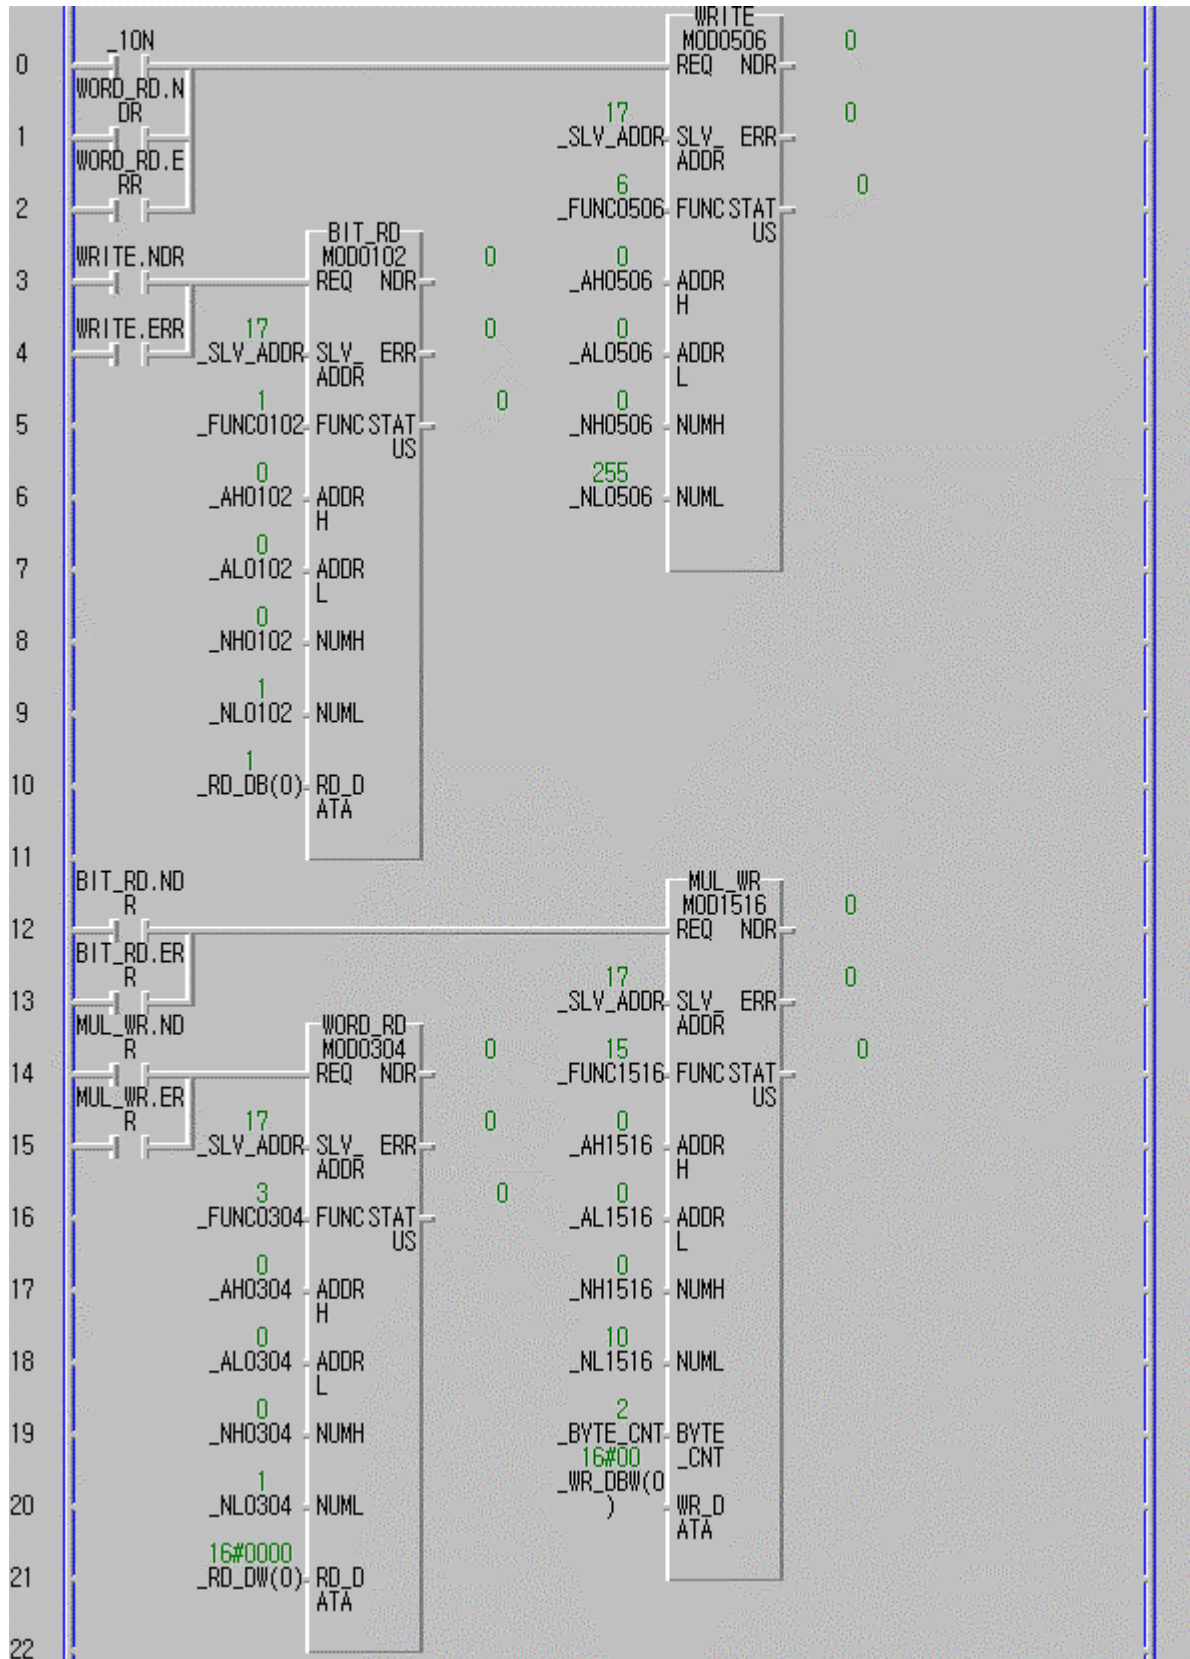 WRITE
_1ON MOD0506 0
0 REQ NDR
WORD_RD.N
DR 17 0
1 _SLV_ADDR SLV_ ERR
ADDR
WORD_RD.E
RR 6 0
2 _FUNC0506 FUNC STAT
US
BIT_RD
WRITE.NDR MOD0102 0 0
3 REQ NDR _AH0506 ADDR
H
WRITE.ERR 17 0 0
4 _SLV_ADDR SLV_ ERR _AL0506 ADDR
ADDR L
1 0 0
5 _FUNC0102 FUNC STAT _NH0506 NUMH
US
0 255
6 _AH0102 ADDR _NL0506 NUML
H
0
7 _AL0102 ADDR
L
0
8 _NH0102 NUMH
1
9 _NL0102 NUML
1
10 _RD_DB(0) RD_D
ATA
11
BIT_RD.ND MUL_WR
R MOD1516 0
12 REQ NDR
BIT_RD.ER
R 17 0
13 _SLV_ADDR SLV_ ERR
ADDR
MUL_WR.ND WORD_RD
R MOD0304 0 15 0
14 REQ NDR _FUNC1516 FUNC STAT
US
MUL_WR.ER
R 17 0 0
15 _SLV_ADDR SLV_ ERR _AH1516 ADDR
ADDR H
3 0 0
16 _FUNC0304 FUNC STAT _AL1516 ADDR
US L
0 0
17 _AH0304 ADDR _NH1516 NUMH
H
0 10
18 _AL0304 ADDR _NL1516 NUML
L
0 2
19 _NH0304 NUMH _BYTE_CNT BYTE
16#00 _CNT
1 _WR_DBW(0
20 _NL0304 NUML ) WR_D
ATA
16#0000
21 _RD_DW(0) RD_D
ATA
22